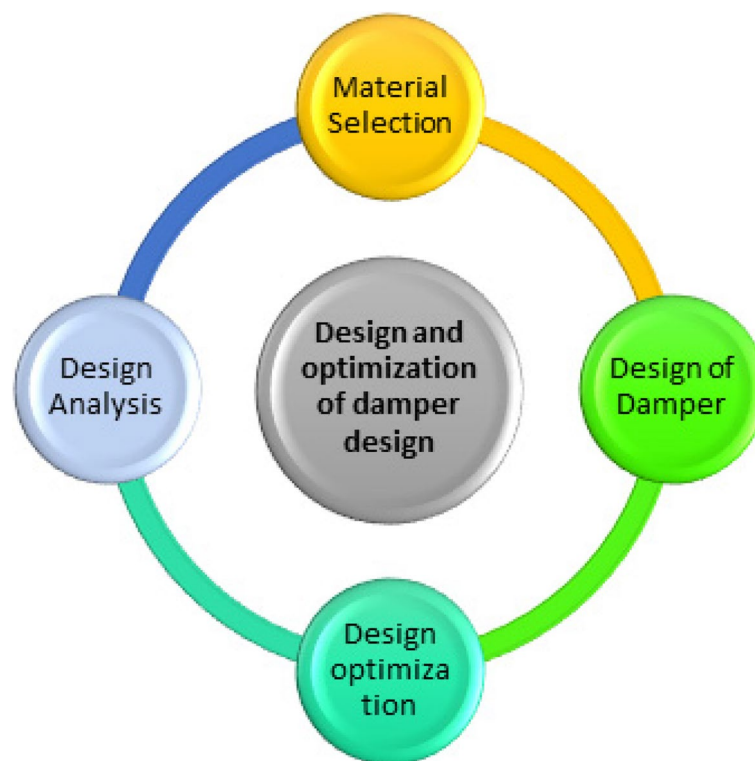 Material
Selection
Design and
optimization
of damper
design
Design
Analysis
Design of
Damper
Design
optimiza
tion